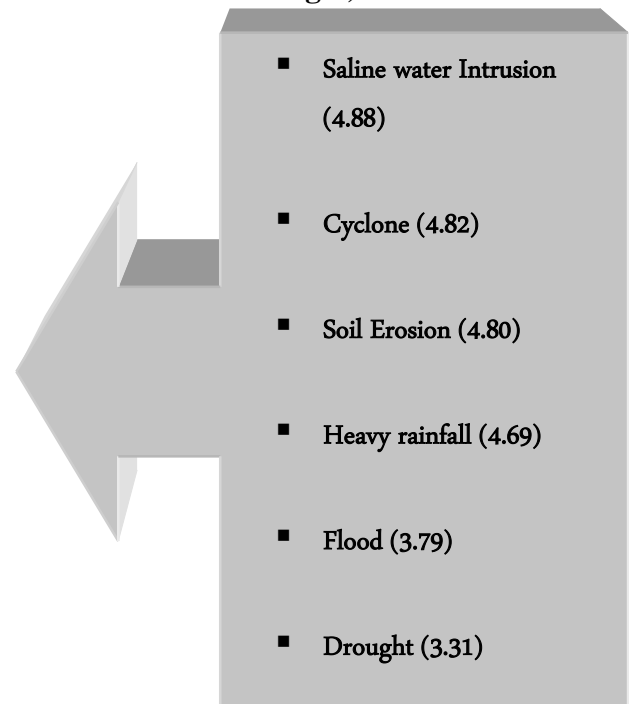 ■ Saline water Intrusion
(4.88)
■ Cyclone (4.82)
■ Soil Erosion (4.80)
■ Heavy rainfall (4.69)
■ Flood (3.79)
■ Drought (3.31)